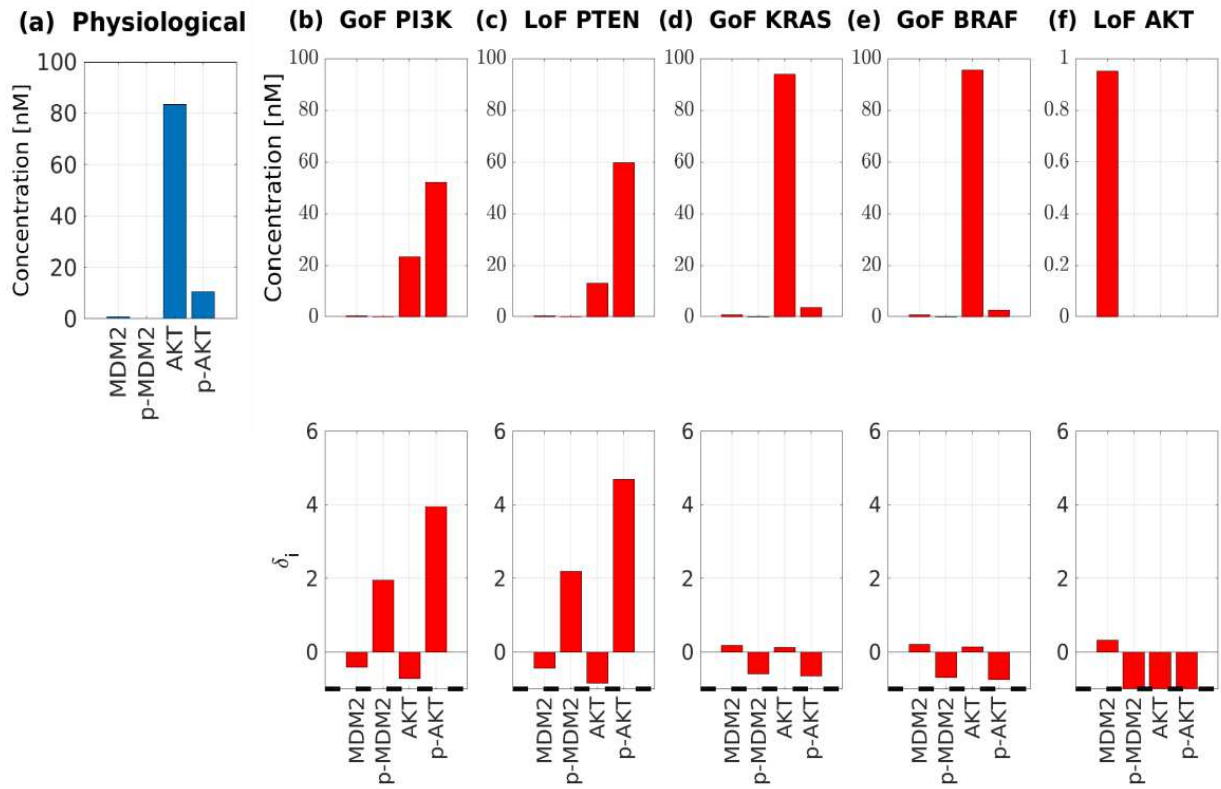 (a) Physiological
(b) GoF PI3K
(c) LoF PTEN
(d) GoF KRAS
(e) GoF BRAF
(f) LoF AKT
Concentration [nM]
100
80
60
40
20
0
MDM2
p-MDM2
AKT
p-AKT
Concentration [nM]
100
80
60
40
20
0
100
80
60
40
20
0
100
80
60
40
20
0
100
80
60
40
20
0
1
0.8
0.6
0.4
0.2
0
δi
6
4
2
0
MDM2
p-MDM2
AKT
p-AKT
6
4
2
0
MDM2
p-MDM2
AKT
p-AKT
6
4
2
0
MDM2
p-MDM2
AKT
p-AKT
6
4
2
0
MDM2
p-MDM2
AKT
p-AKT
6
4
2
0
MDM2
p-MDM2
AKT
p-AKT